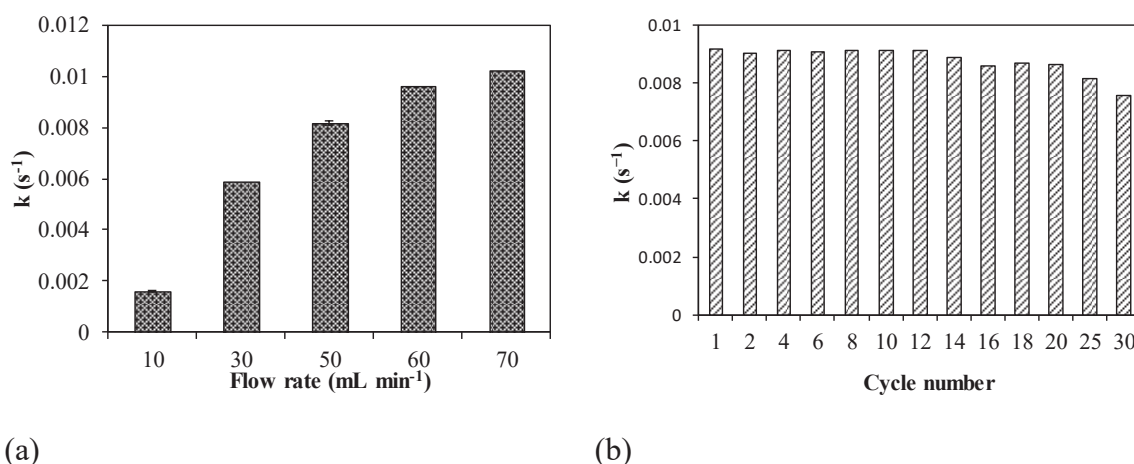 0.012
0.01
0.008
0.006
0.004
0.002
0
k (s-1)
10 30 50 60 70
Flow rate (mL min-1)
(a)
0.01
0.008
0.006
0.004
0.002
0
k (s−1)
1 2 4 6 8 10 12 14 16 18 20 25 30
Cycle number
(b)